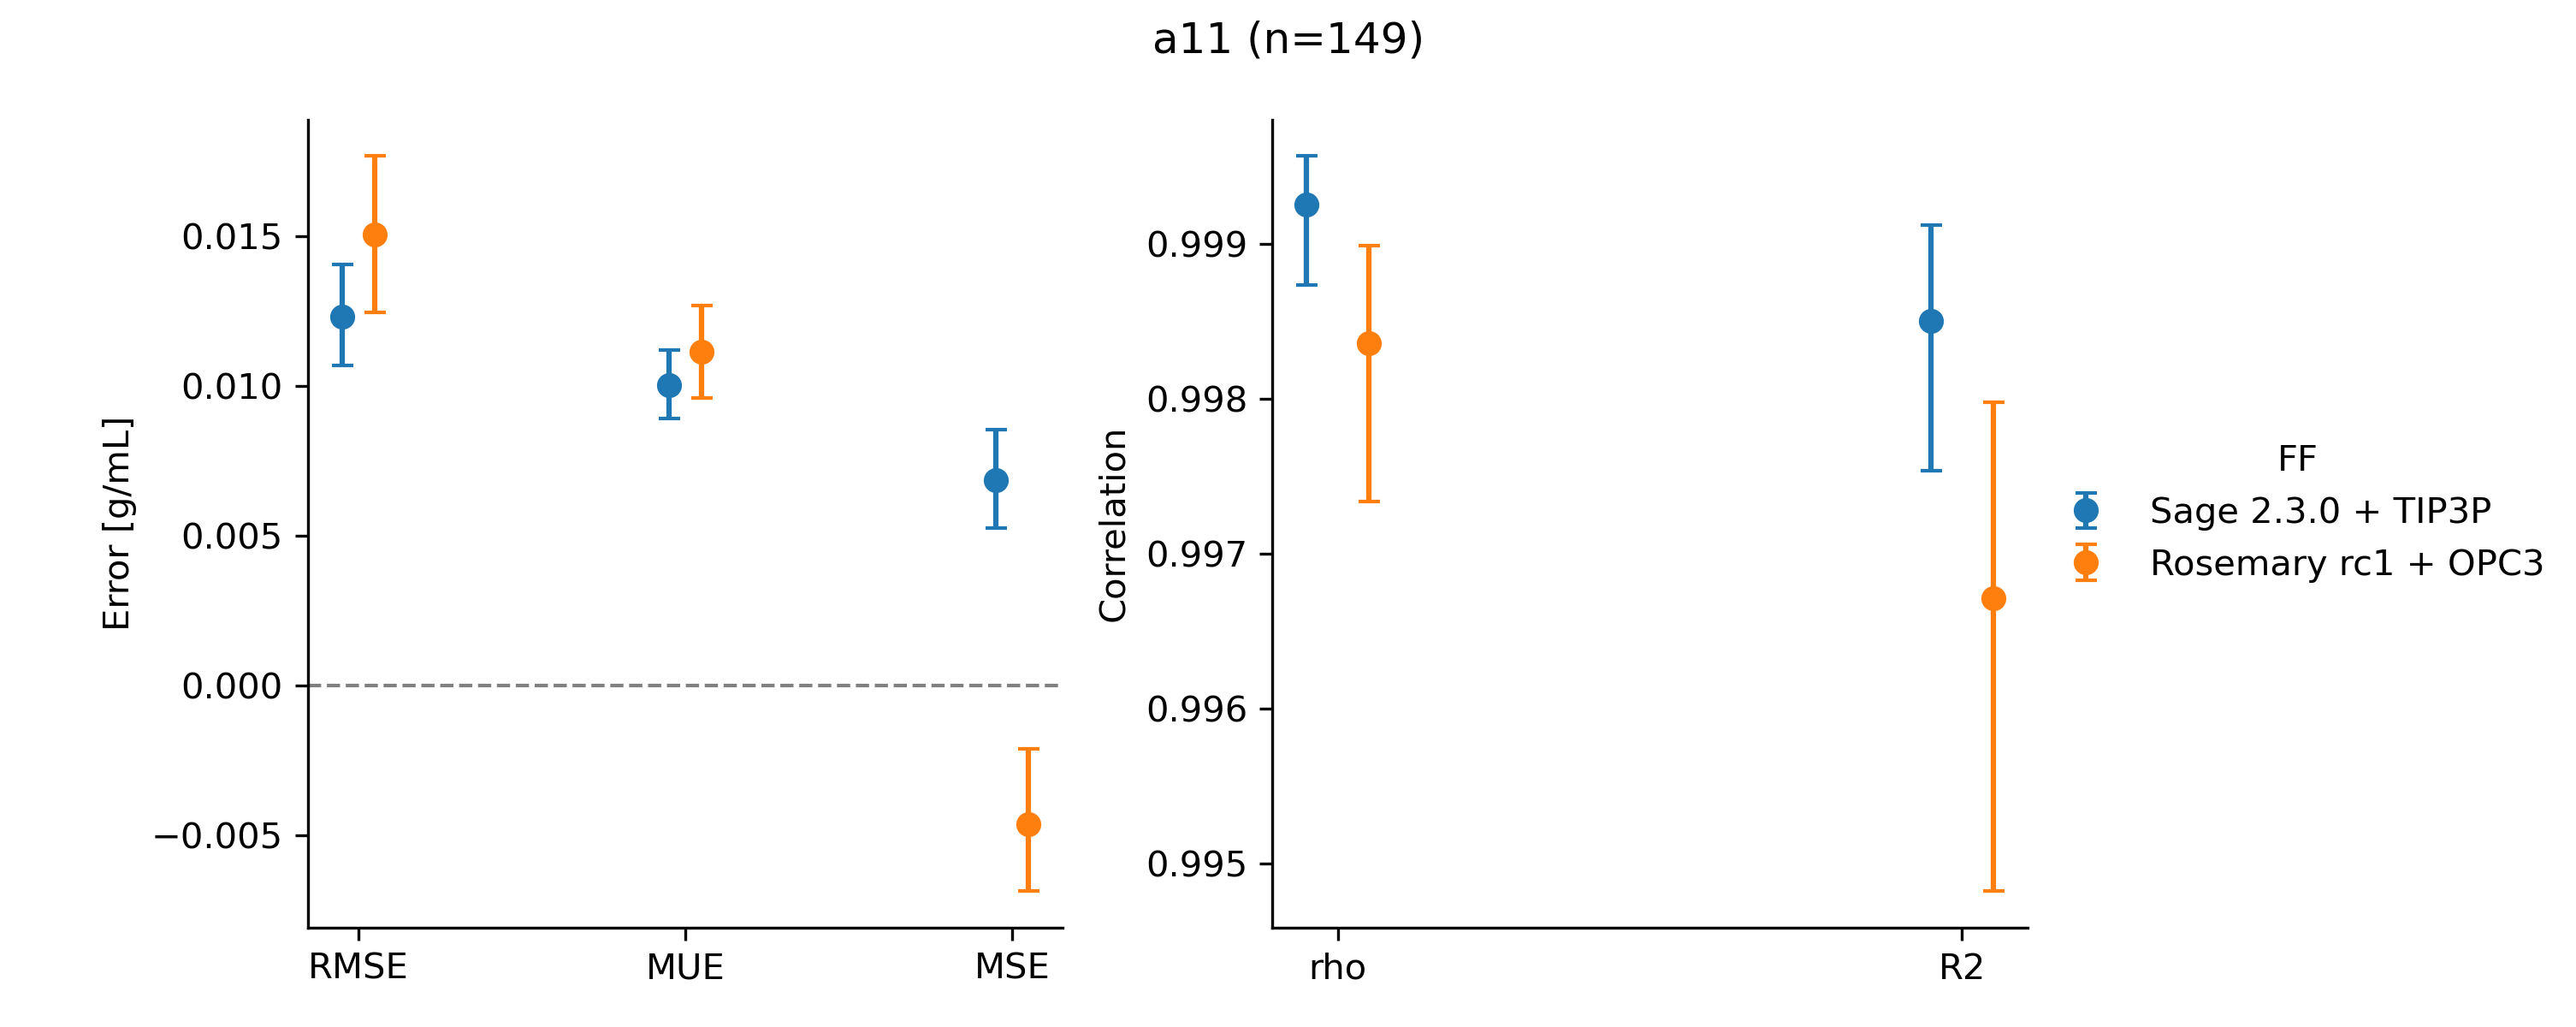 a11 (n=149)
Error [g/mL]
0.015
0.010
0.005
0.000
−0.005
RMSE
MUE
MSE
Correlation
0.999
0.998
0.997
0.996
0.995
rho
R2
FF
Sage 2.3.0 + TIP3P
Rosemary rc1 + OPC3